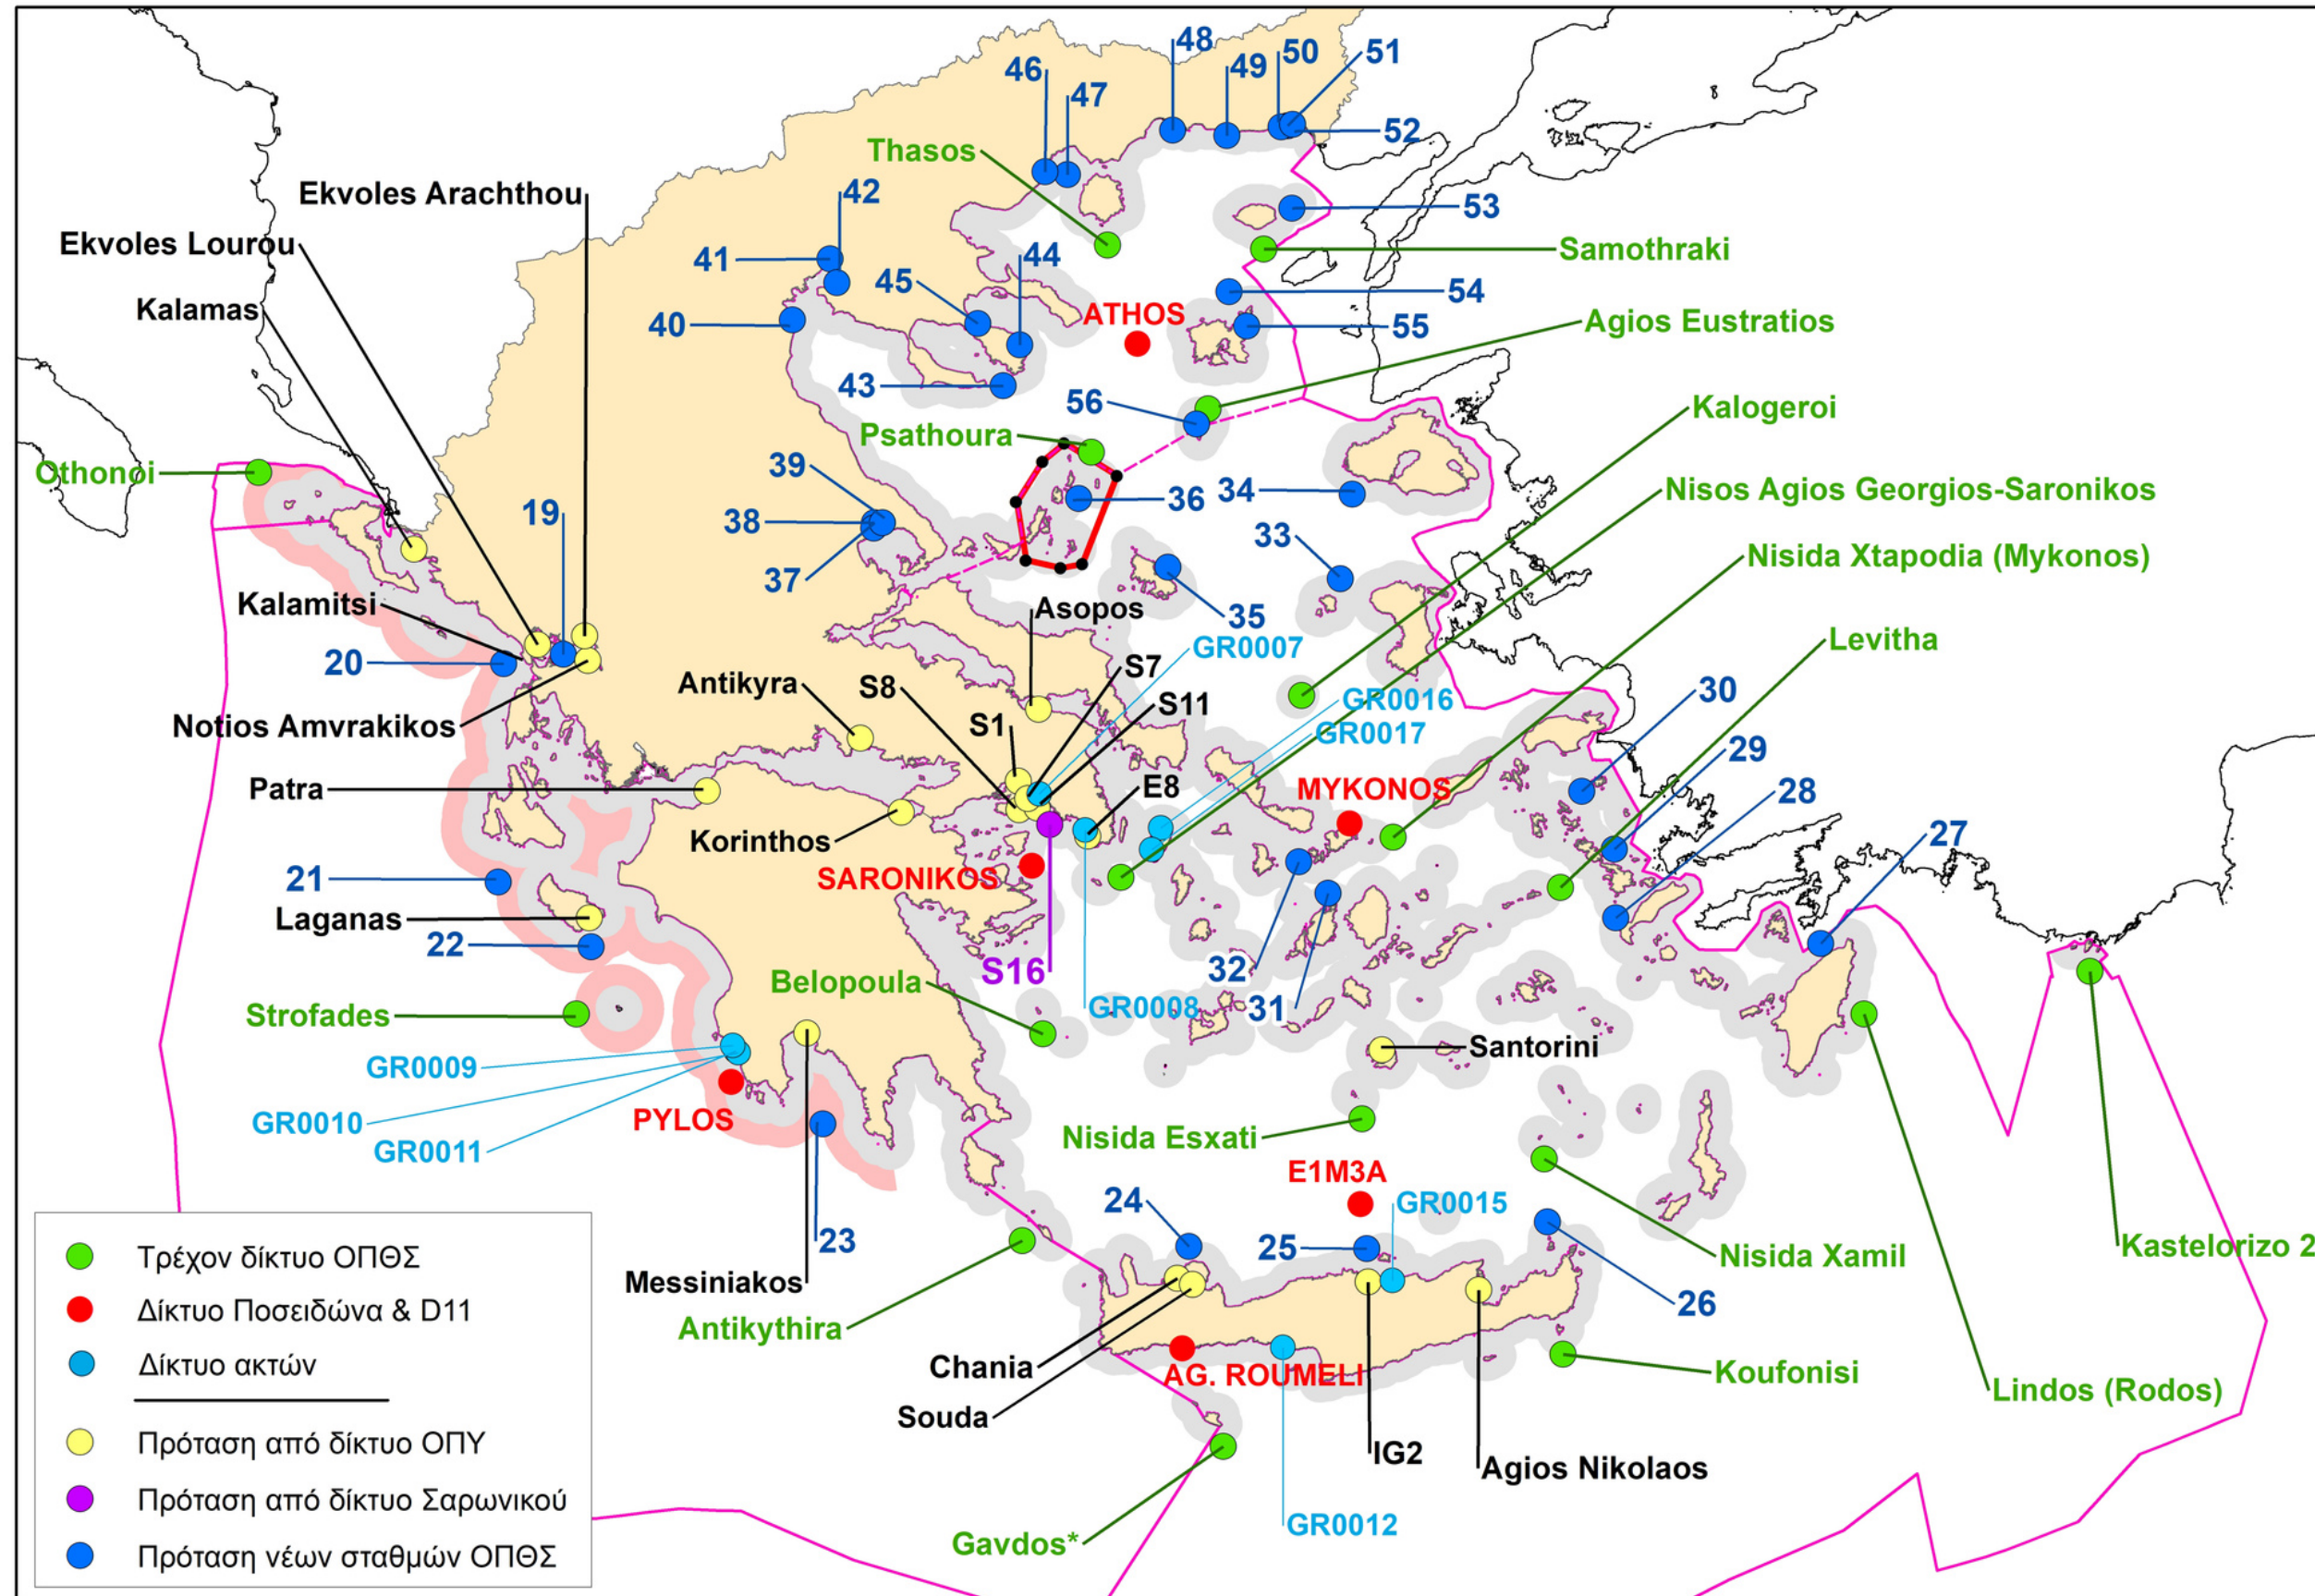 48
50
51
49
46
47
52
Thasos
Ekvoles Arachthou
42
53
Ekvoles Lourou
Samothraki
41
44
45
54
Kalamas
ATHOS
Agios Eustratios
40
55
43
56
Kalogeroi
Psathoura
39
Othonoi
34
Nisos Agios Georgios-Saronikos
36
19
38
33
Nisida Xtapodia (Mykonos)
37
Kalamitsi
Asopos
35
Levitha
GR0007
20
S7
Antikyra
S8
30
GR0016
S11
Notios Amvrakikos
S1
GR0017
29
Patra
E8
MYKONOS
28
27
Korinthos
SARONIKOS
21
Laganas
22
32
S16
Belopoula
GR0008
31
Strofades
Santorini
GR0009
PYLOS
GR0010
Nisida Esxati
GR0011
E1M3A
24
GR0015
23
25
Kastelorizo 2
Nisida Xamil
Messiniakos
26
Antikythira
Chania
AG. ROUMELI
Koufonisi
Lindos (Rodos)
Souda
IG2
Agios Nikolaos
GR0012
Gavdos*
Τρέχον δίκτυο ΟΠΘΣ
Δίκτυο Ποσειδώνα & D11
Δίκτυο ακτών
Πρόταση από δίκτυο ΟΠΥ
Πρόταση από δίκτυο Σαρωνικού
Πρόταση νέων σταθμών ΟΠΘΣ